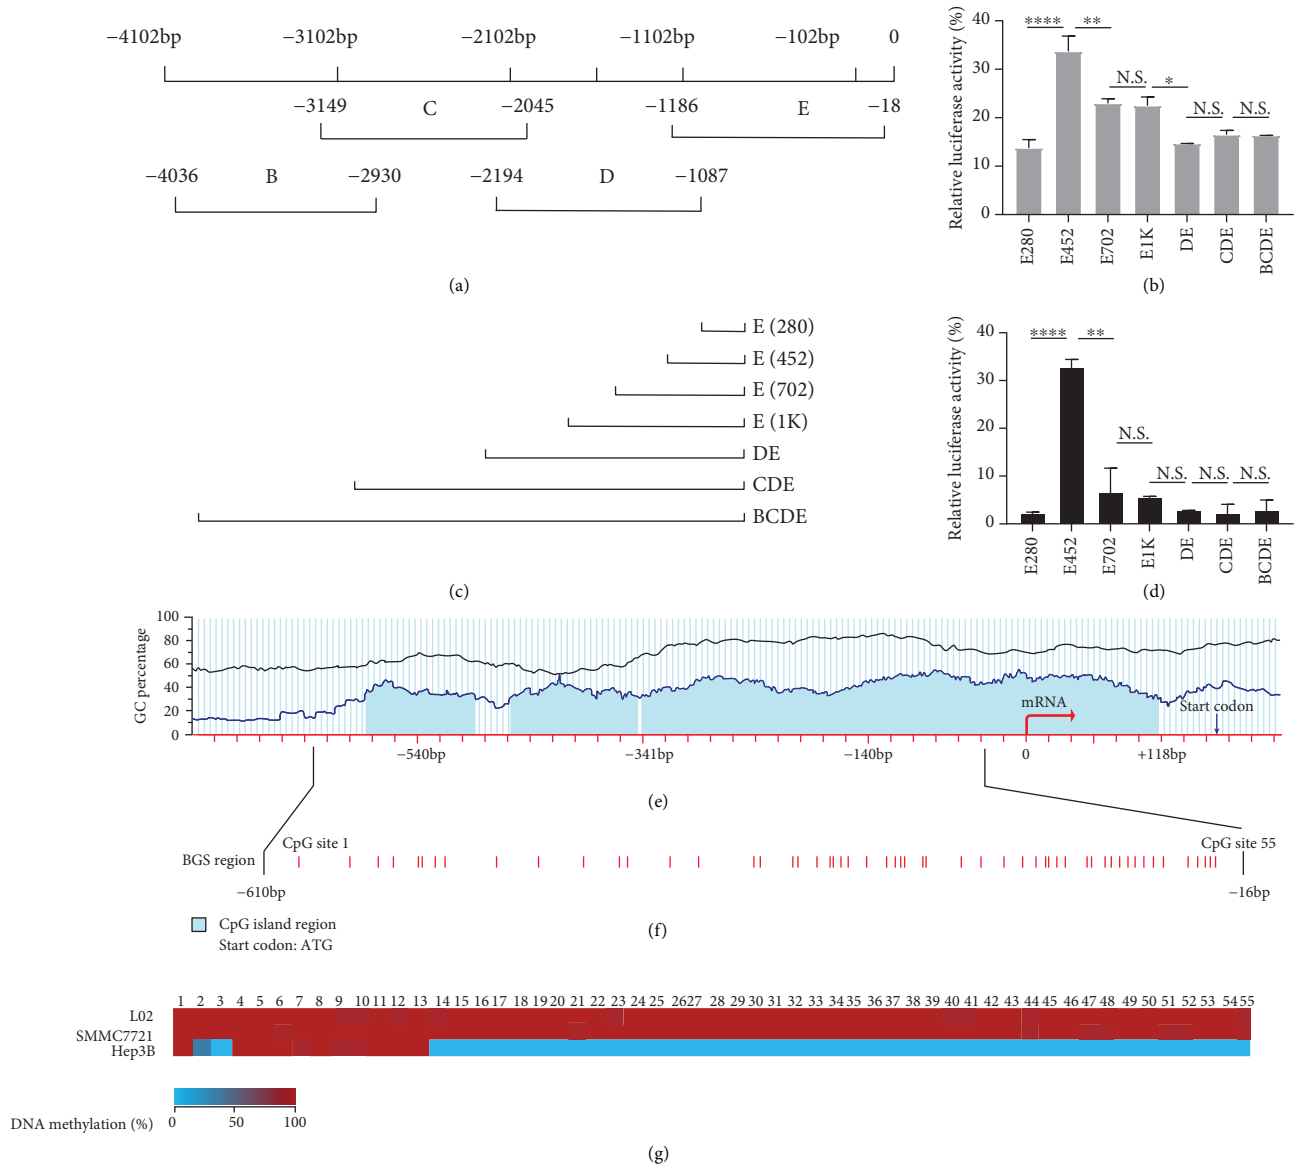 −4102bp −3102bp −2102bp −1102bp −102bp 0
−3149 C −2045 −1186 E −18
−4036 B −2930 −2194 D −1087
(a)
Relative luciferase activity (%)
40
30
20
10
0
**** ** N.S. * N.S. N.S.
E280 E452 E702 E1K DE CDE BCDE
(b)
E (280)
E (452)
E (702)
E (1K)
DE
CDE
BCDE
(c)
Relative luciferase activity (%)
40
30
20
10
0
**** ** N.S. N.S. N.S. N.S.
E280 E452 E702 E1K DE CDE BCDE
(d)
GC percentage
100
80
60
40
20
0
mRNA
Start codon
−540bp −341bp −140bp 0 +118bp
(e)
CpG site 1 CpG site 55
BGS region
−610bp −16bp
CpG island region
Start codon: ATG
(f)
1 2 3 4 5 6 7 8 9 10 11 12 13 14 15 16 17 18 19 20 21 22 23 24 25 26 27 28 29 30 31 32 33 34 35 36 37 38 39 40 41 42 43 44 45 46 47 48 49 50 51 52 53 54 55
L02
SMMC7721
Hep3B
DNA methylation (%) 0 50 100
(g)